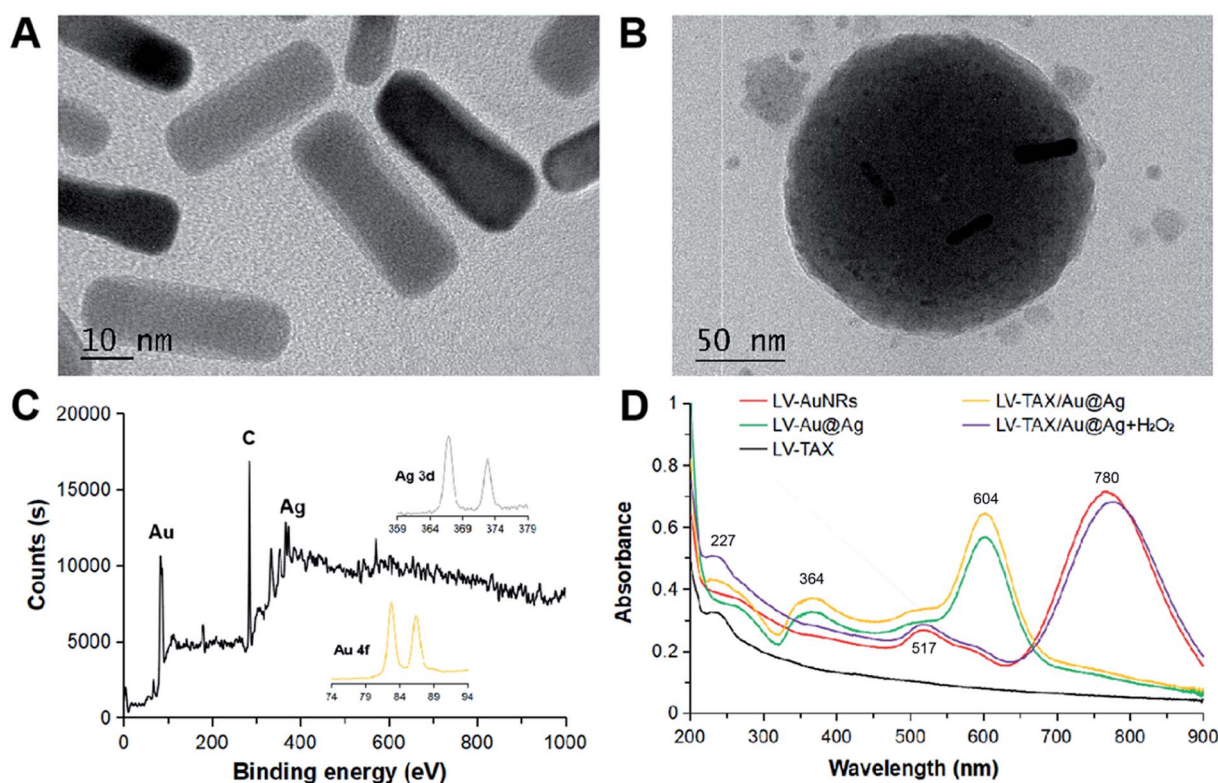 A
10 nm
B
50 nm
C
Counts (s)
20000
15000
10000
5000
0
Au
C
Ag
Ag 3d
359 364 369 374 379
Au 4f
74 79 84 89 94
0 200 400 600 800 1000
Binding energy (eV)
D
LV-AuNRs
LV-TAX/Au@Ag
LV-Au@Ag
LV-TAX/Au@Ag+H₂O₂
LV-TAX
Absorbance
1
0.8
0.6
0.4
0.2
0
227
364
517
604
780
200 300 400 500 600 700 800 900
Wavelength (nm)